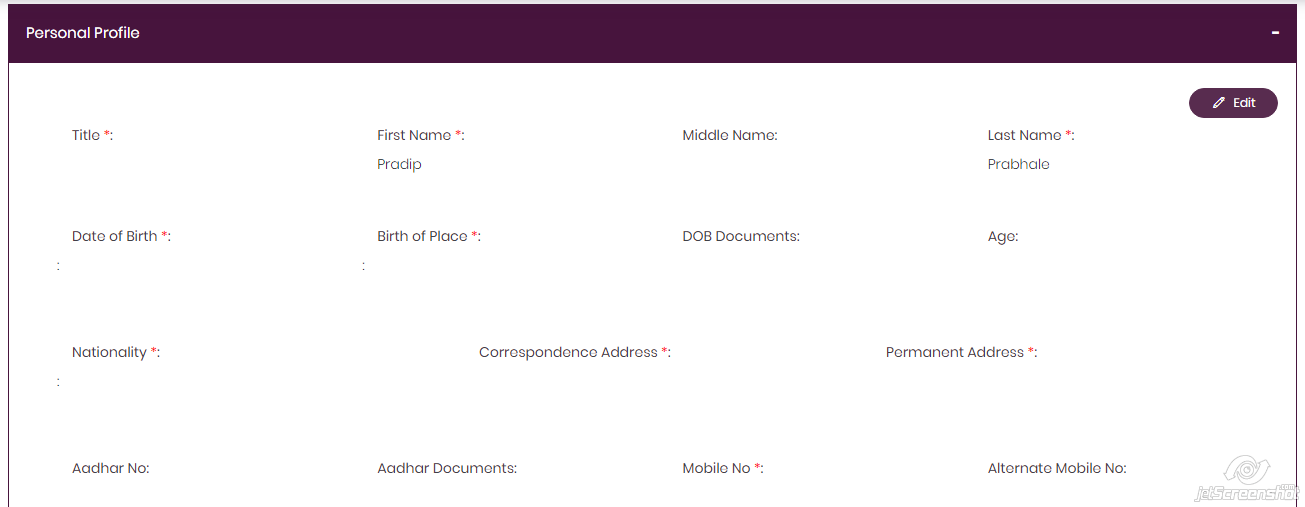 Personal Profile -
Edit
Title *: First Name *: Middle Name: Last Name *:
Pradip Prabhale
Date of Birth *: Birth of Place *: DOB Documents: Age:
: :
Nationality *: Correspondence Address *: Permanent Address *:
:
Aadhar No: Aadhar Documents: Mobile No *: Alternate Mobile No:
jetScreenshot.com